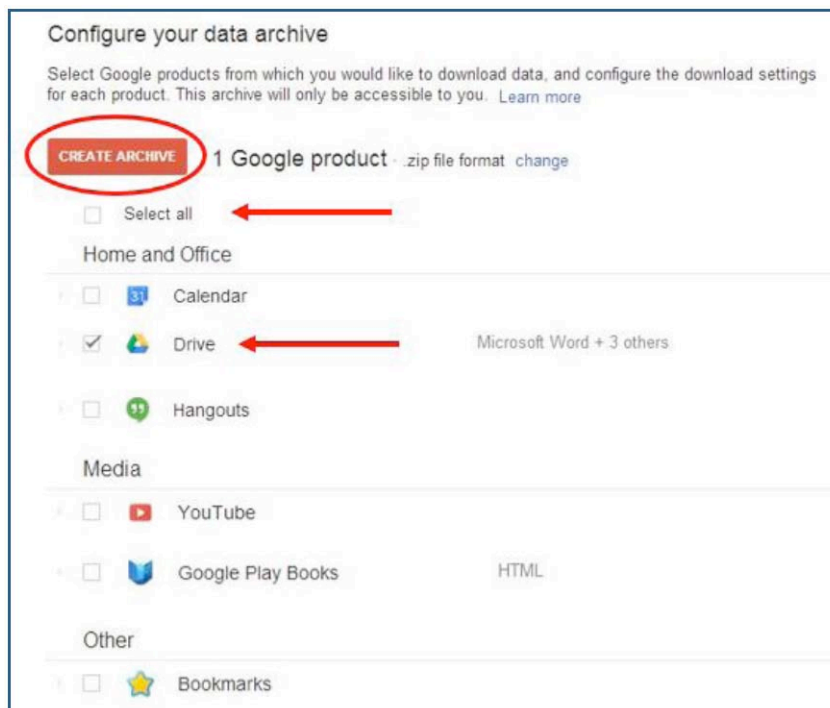 Configure your data archive
Select Google products from which you would like to download data, and configure the download settings
for each product. This archive will only be accessible to you. Learn more
CREATE ARCHIVE 1 Google product · .zip file format change
Select all
Home and Office
31 Calendar
Drive Microsoft Word + 3 others
Hangouts
Media
YouTube
Google Play Books HTML
Other
Bookmarks